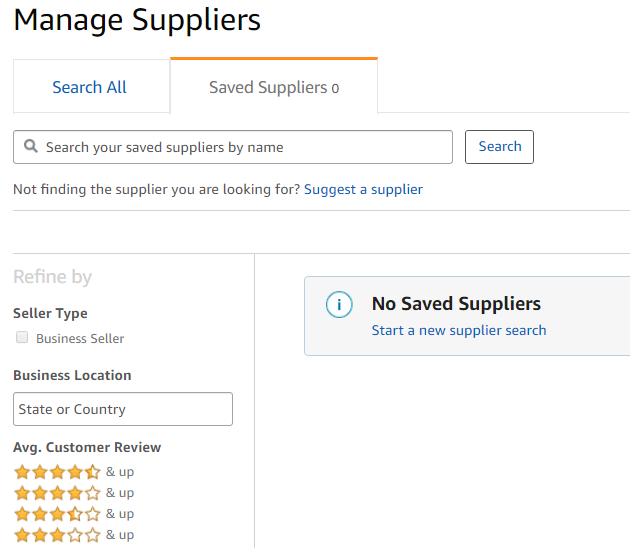 Manage Suppliers
Search All
Saved Suppliers 0
Search your saved suppliers by name
Search
Not finding the supplier you are looking for? Suggest a supplier
Refine by
Seller Type
Business Seller
Business Location
State or Country
Avg. Customer Review
& up
& up
& up
& up
No Saved Suppliers
Start a new supplier search